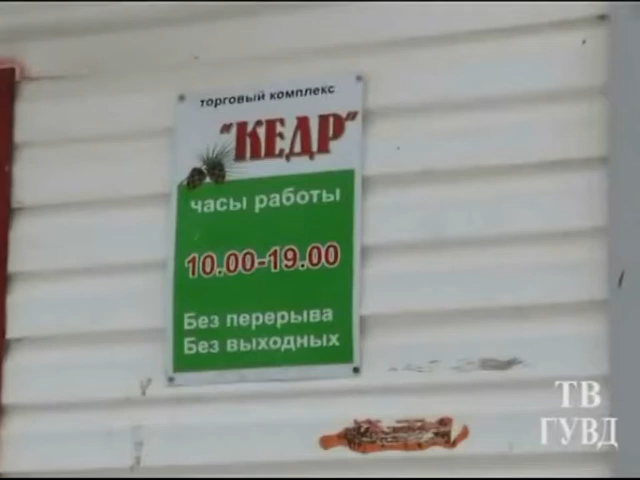 торговый комплекс
"КЕДР"
часы работы
10.00-19.00
Без перерыва
Без выходных
ТВ
ГУВД